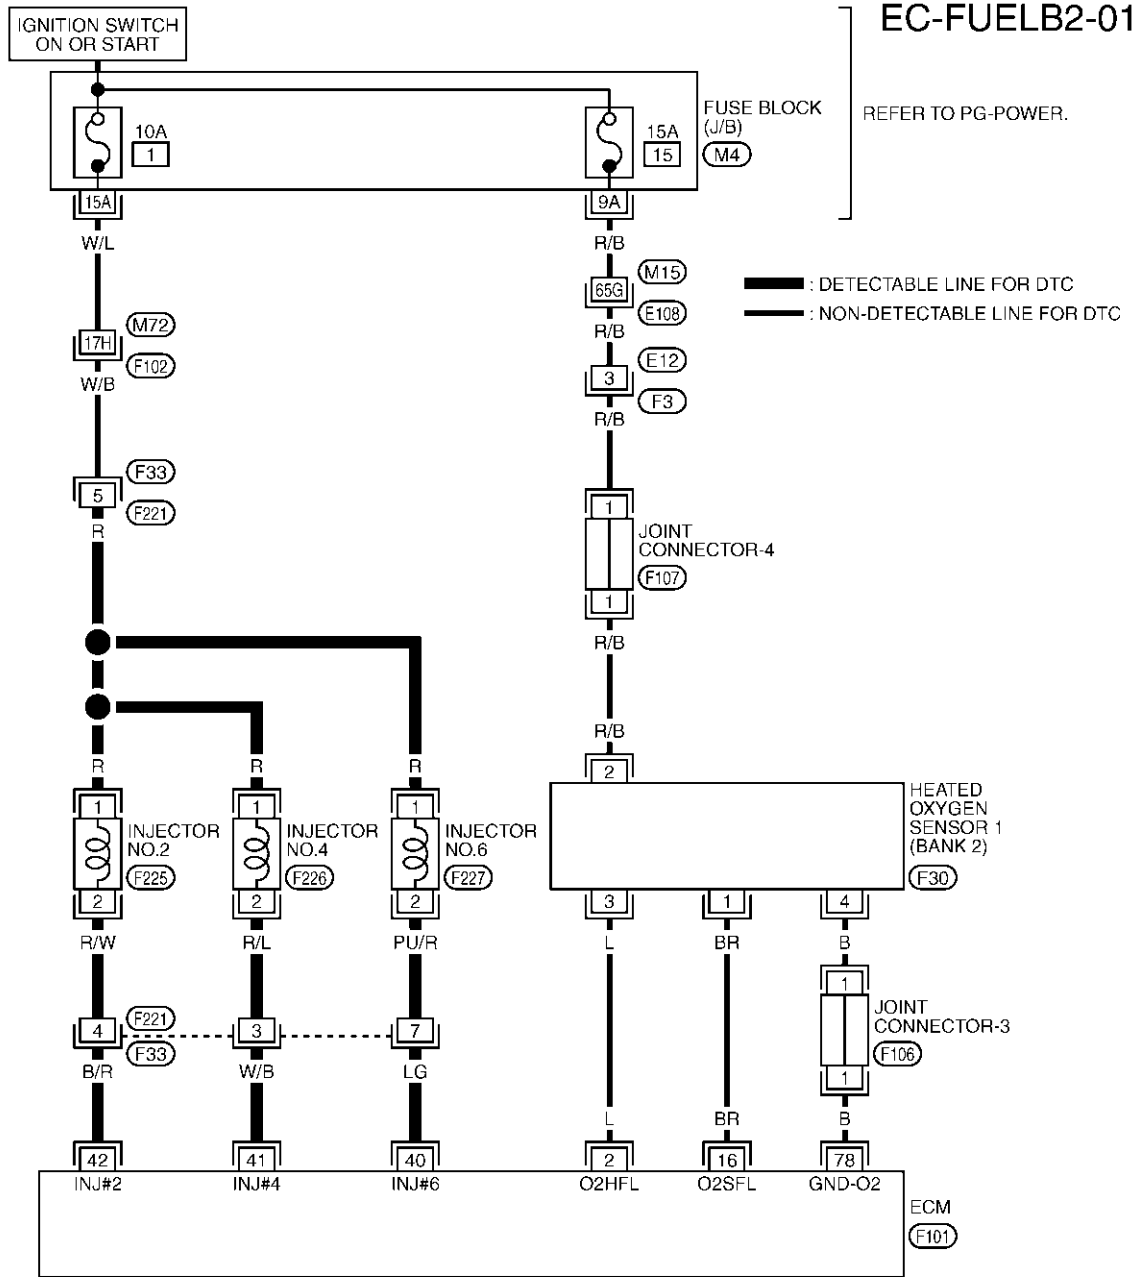 EC-FUELB2-01
IGNITION SWITCH
ON OR START
FUSE BLOCK
(J/B)
M4
REFER TO PG-POWER.
10A
1
15A
15
15A
9A
W/L
R/B
M15
65G
E108
R/B
: DETECTABLE LINE FOR DTC
: NON-DETECTABLE LINE FOR DTC
M72
17H
F102
W/B
E12
3
F3
R/B
F33
5
F221
R
1
JOINT
CONNECTOR-4
F107
1
R/B
R/B
2
R
R
R
1
1
1
INJECTOR
NO.2
F225
INJECTOR
NO.4
F226
INJECTOR
NO.6
F227
2
2
2
HEATED
OXYGEN
SENSOR 1
(BANK 2)
F30
3
1
4
R/W
R/L
PU/R
L
BR
B
F221
4
3
7
F33
1
JOINT
CONNECTOR-3
F106
1
B/R
W/B
LG
L
BR
B
42
41
40
2
16
78
INJ#2
INJ#4
INJ#6
O2HFL
O2SFL
GND-O2
ECM
F101